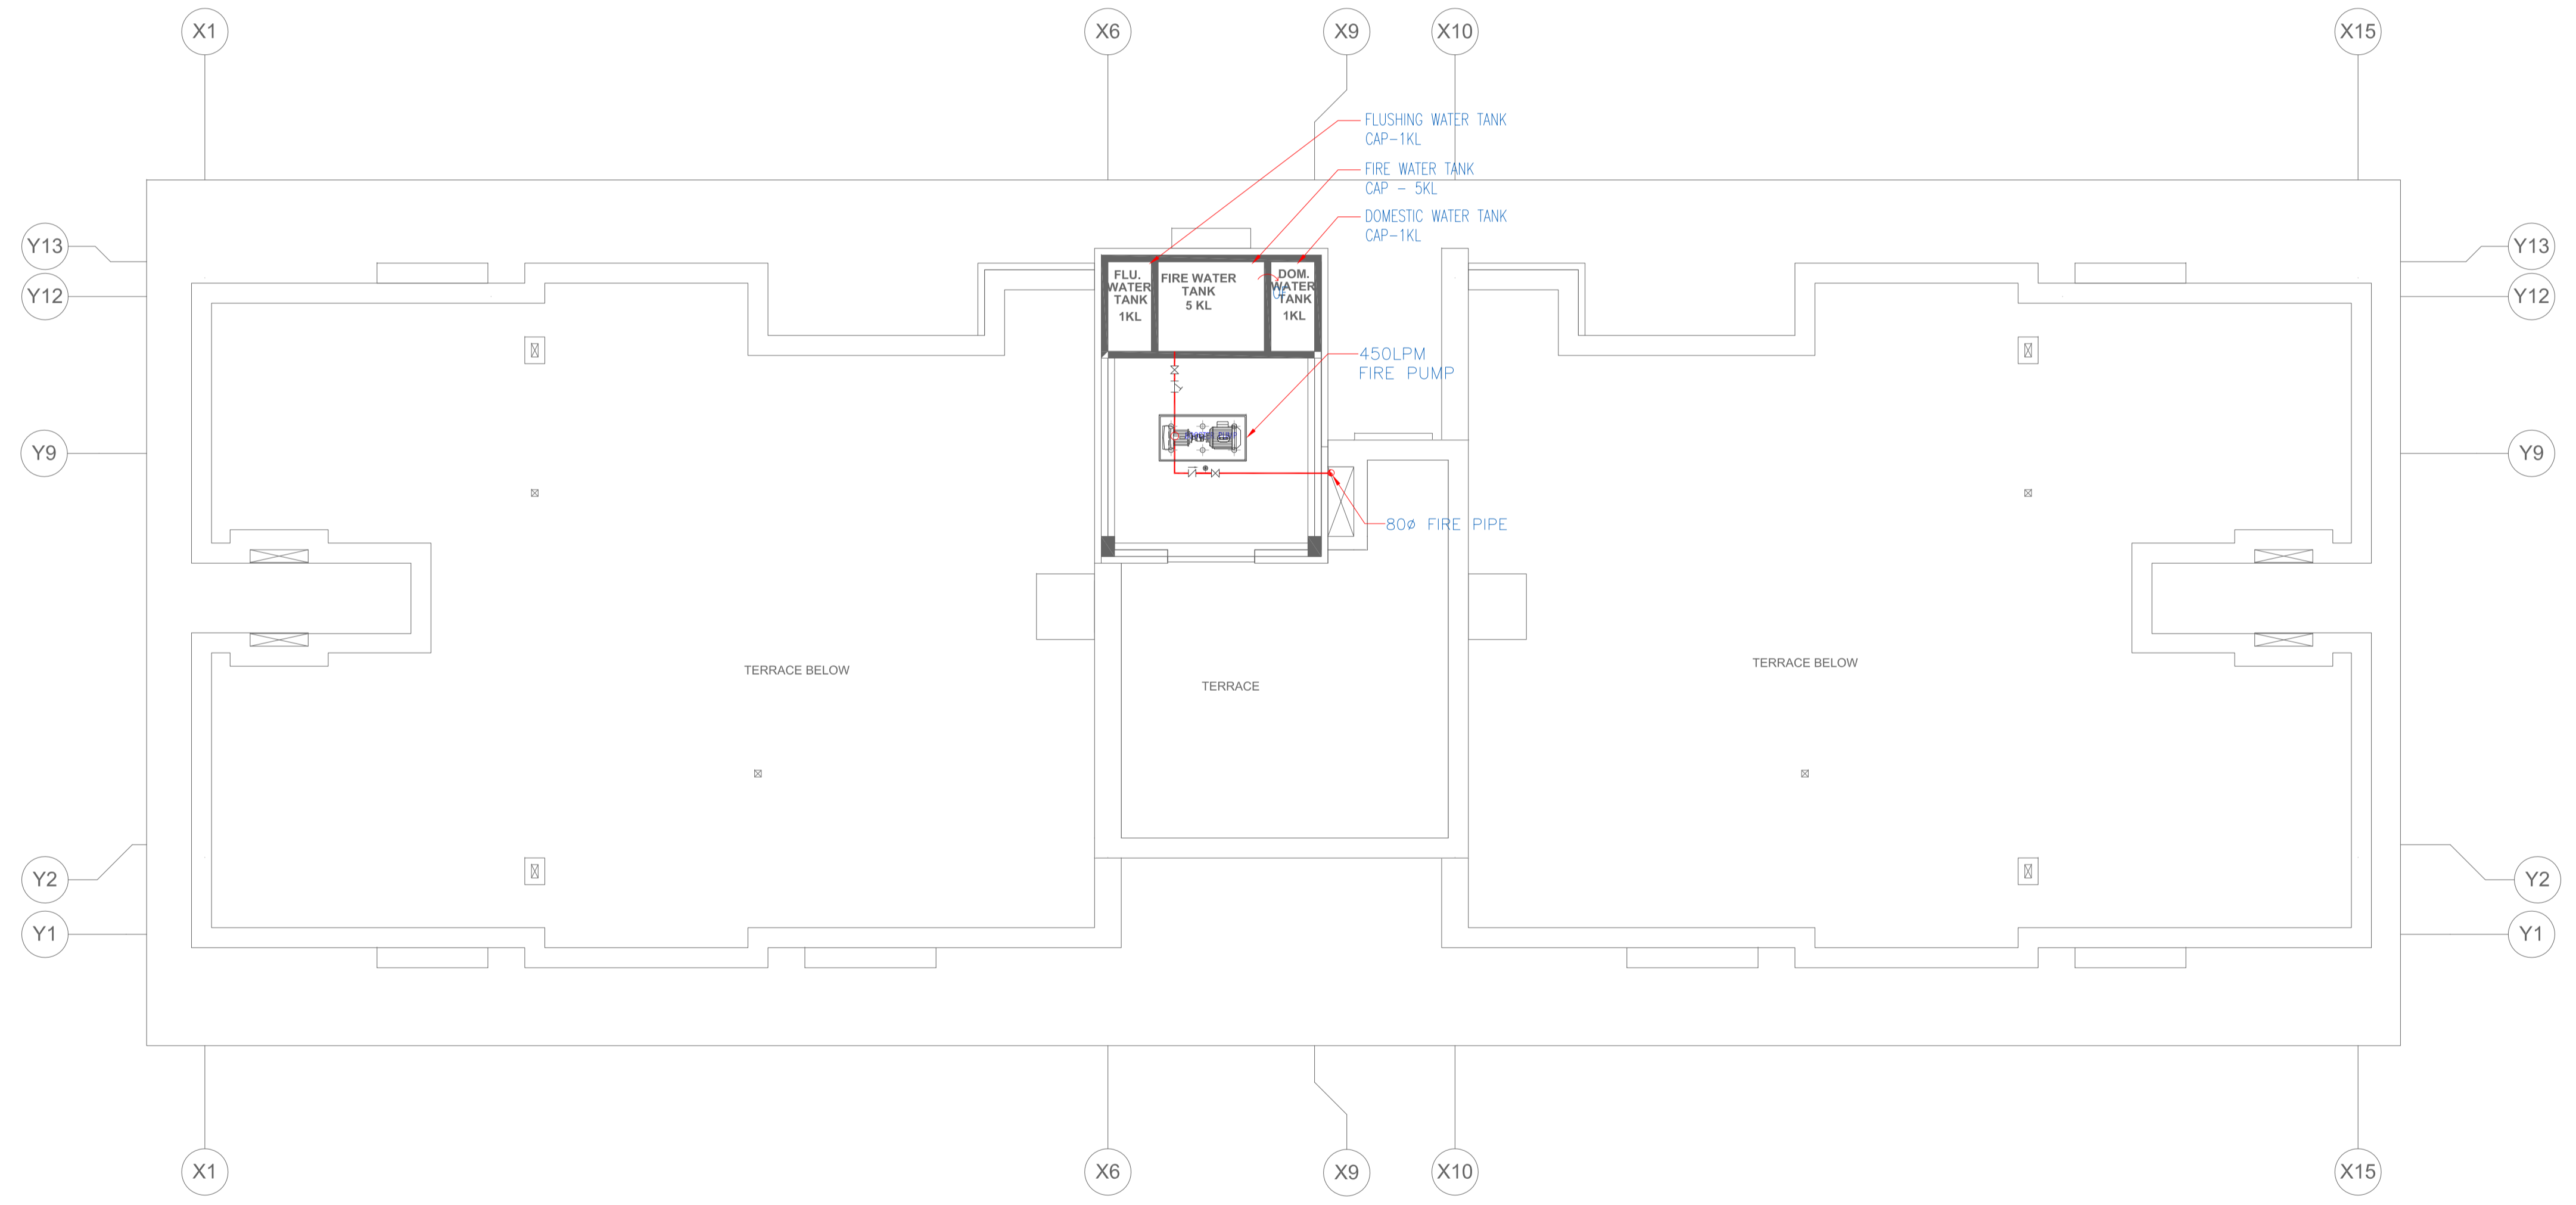 X1
X6
X9
X10
X15
FLUSHING WATER TANK
CAP-1KL
FIRE WATER TANK
CAP - 5KL
DOMESTIC WATER TANK
CAP-1KL
Y13
Y13
Y12
Y12
FLU.
WATER
TANK
1KL
FIRE WATER
TANK
5 KL
DOM.
WATER
TANK
1KL
450LPM
FIRE PUMP
Y9
Y9
80ø FIRE PIPE
TERRACE BELOW
TERRACE
TERRACE BELOW
Y2
Y2
Y1
Y1
X1
X6
X9
X10
X15